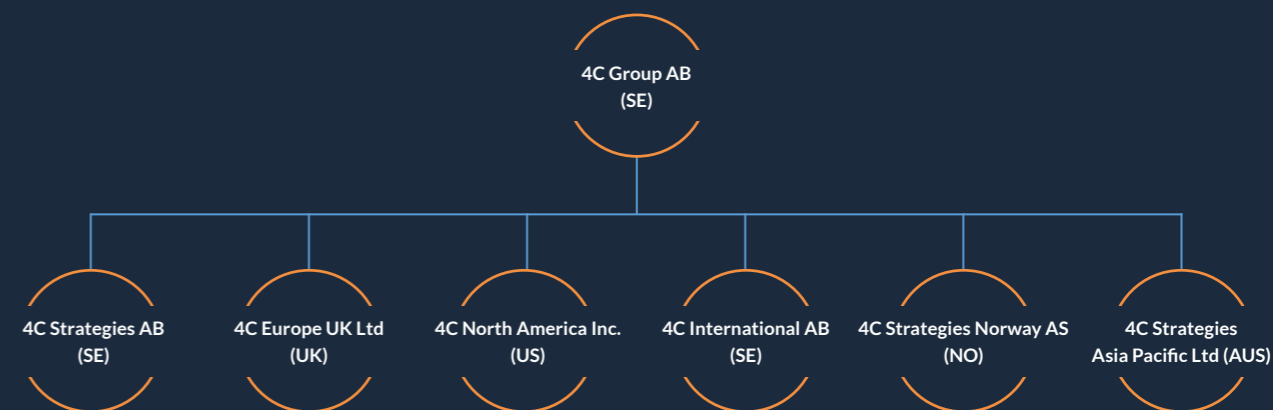 4C Group AB
(SE)
4C Strategies AB
(SE)
4C Europe UK Ltd
(UK)
4C North America Inc.
(US)
4C International AB
(SE)
4C Strategies Norway AS
(NO)
4C Strategies
Asia Pacific Ltd (AUS)